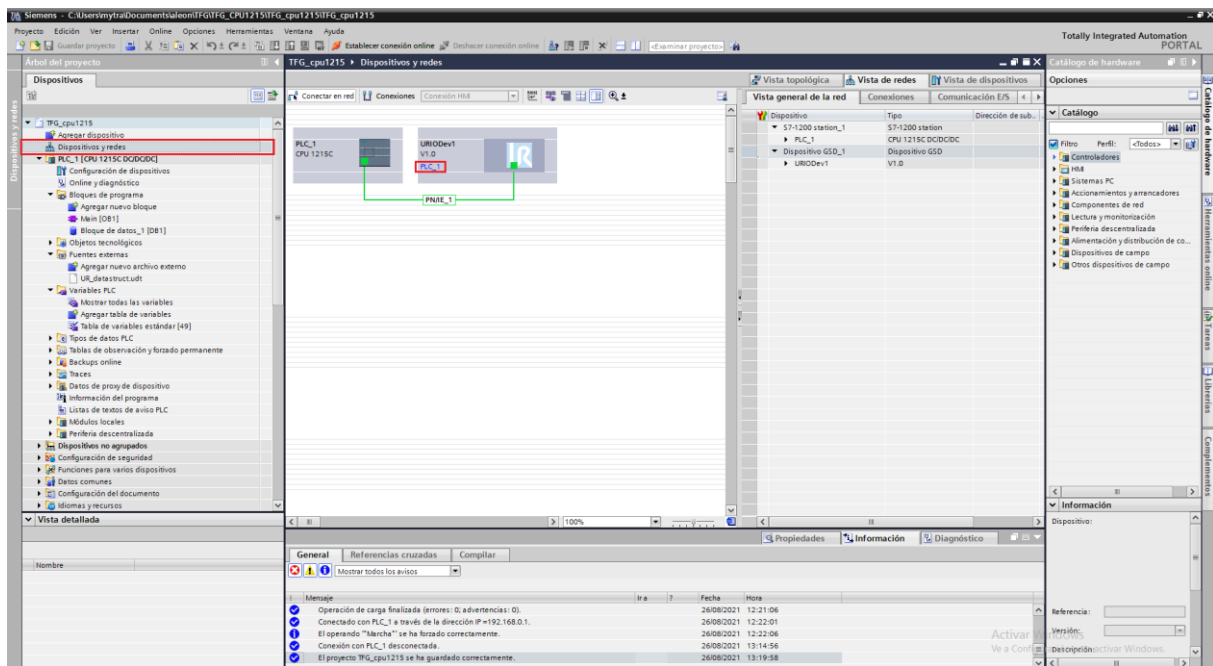 Siemens - C:\Users\mytra\Documents\aleon\TFG\TFG_CPU1215\TFG_cpu1215\TFG_cpu1215
Proyecto Edición Ver Insertar Online Opciones Herramientas Ventana Ayuda
Totally Integrated Automation
PORTAL
Guardar proyecto
Establecer conexión online
Deshacer conexión online
<Examinar proyecto>
Árbol del proyecto
Dispositivos
Dispositivos y redes
TFG_cpu1215
Agregar dispositivo
Dispositivos y redes
PLC_1 [CPU 1215C DC/DC/DC]
Configuración de dispositivos
Online y diagnóstico
Bloques de programa
Agregar nuevo bloque
Main [OB1]
Bloque de datos_1 [DB1]
Objetos tecnológicos
Fuentes externas
Agregar nuevo archivo externo
UR_datastruct.udt
Variables PLC
Mostrar todas las variables
Agregar tabla de variables
Tabla de variables estándar [49]
Tipos de datos PLC
Tablas de observación y forzado permanente
Backups online
Traces
Datos de proxy de dispositivo
Información del programa
Listas de textos de aviso PLC
Módulos locales
Periferia descentralizada
Dispositivos no agrupados
Configuración de seguridad
Funciones para varios dispositivos
Datos comunes
Configuración del documento
Idiomas y recursos
Vista detallada
Nombre
TFG_cpu1215 Dispositivos y redes
Vista topológica
Vista de redes
Vista de dispositivos
Conectar en red
Conexiones
Conexión HMI
PLC_1
CPU 1215C
URIODev1
V1.0
PLC_1
PN/IE_1
100%
Vista general de la red
Conexiones
Comunicación E/S
Dispositivo Tipo Dirección de sub..
S7-1200 station_1 S7-1200 station
PLC_1 CPU 1215C DC/DC/DC
Dispositivo GSD_1 Dispositivo GSD
URIODev1 V1.0
Propiedades
Información
Diagnóstico
General
Referencias cruzadas
Compilar
Mostrar todos los avisos
! Mensaje Ir a ? Fecha Hora
Operación de carga finalizada (errores: 0; advertencias: 0). 26/08/2021 12:21:06
Conectado con PLC_1 a través de la dirección IP =192.168.0.1. 26/08/2021 12:22:01
El operando '"Marcha"' se ha forzado correctamente. 26/08/2021 12:22:06
Conexión con PLC_1 desconectada. 26/08/2021 13:14:56
El proyecto TFG_cpu1215 se ha guardado correctamente. 26/08/2021 13:19:58
Catálogo de hardware
Opciones
Catálogo
Filtro Perfil: <Todos>
Controladores
HMI
Sistemas PC
Accionamientos y arrancadores
Componentes de red
Lectura y monitorización
Periferia descentralizada
Alimentación y distribución de co...
Dispositivos de campo
Otros dispositivos de campo
Información
Dispositivo:
Referencia:
Versión:
Descripción:
Catálogo de hardware
Herramientas online
Tareas
Librerías
Complementos